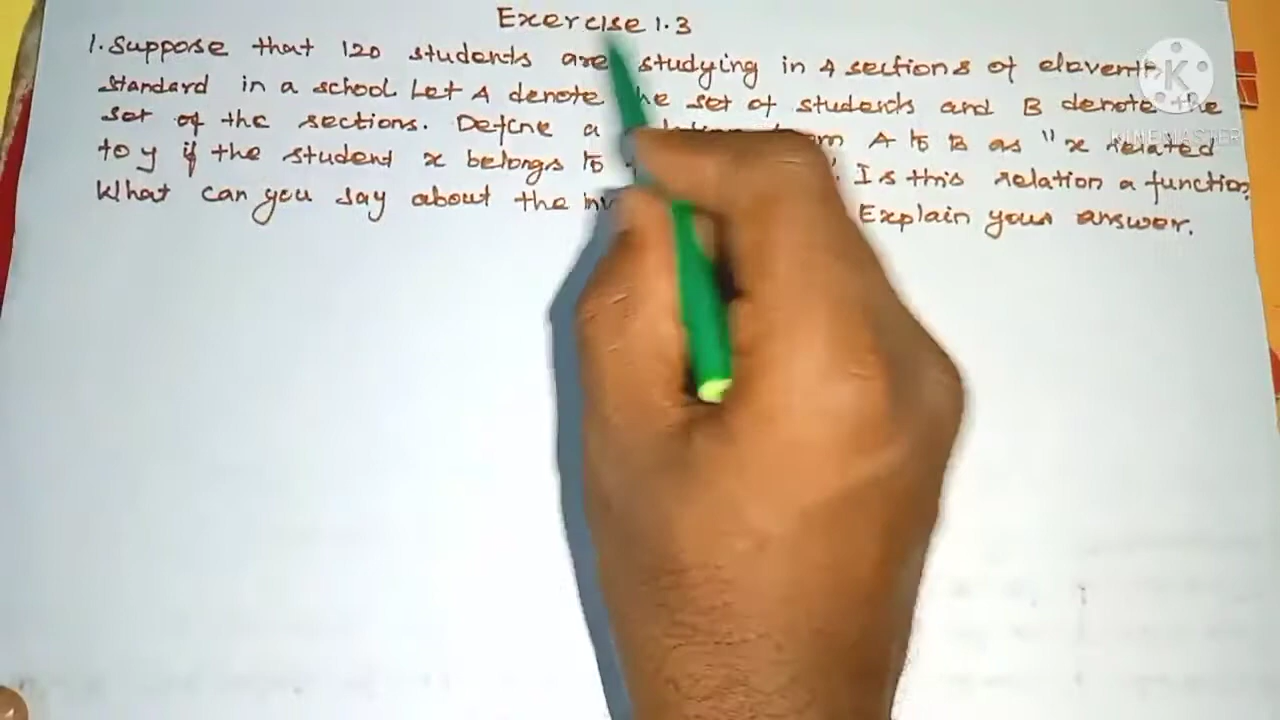 Exercise 1.3
1. Suppose that 120 students are studying in 4 sections of eleventh
standard in a school Let A denote the set of students and B denote the
set of the sections. Define a A to B as "x related
to y if the student x belongs to Is this relation a function
What can you say about the Explain your answer.
K
KINEMASTER